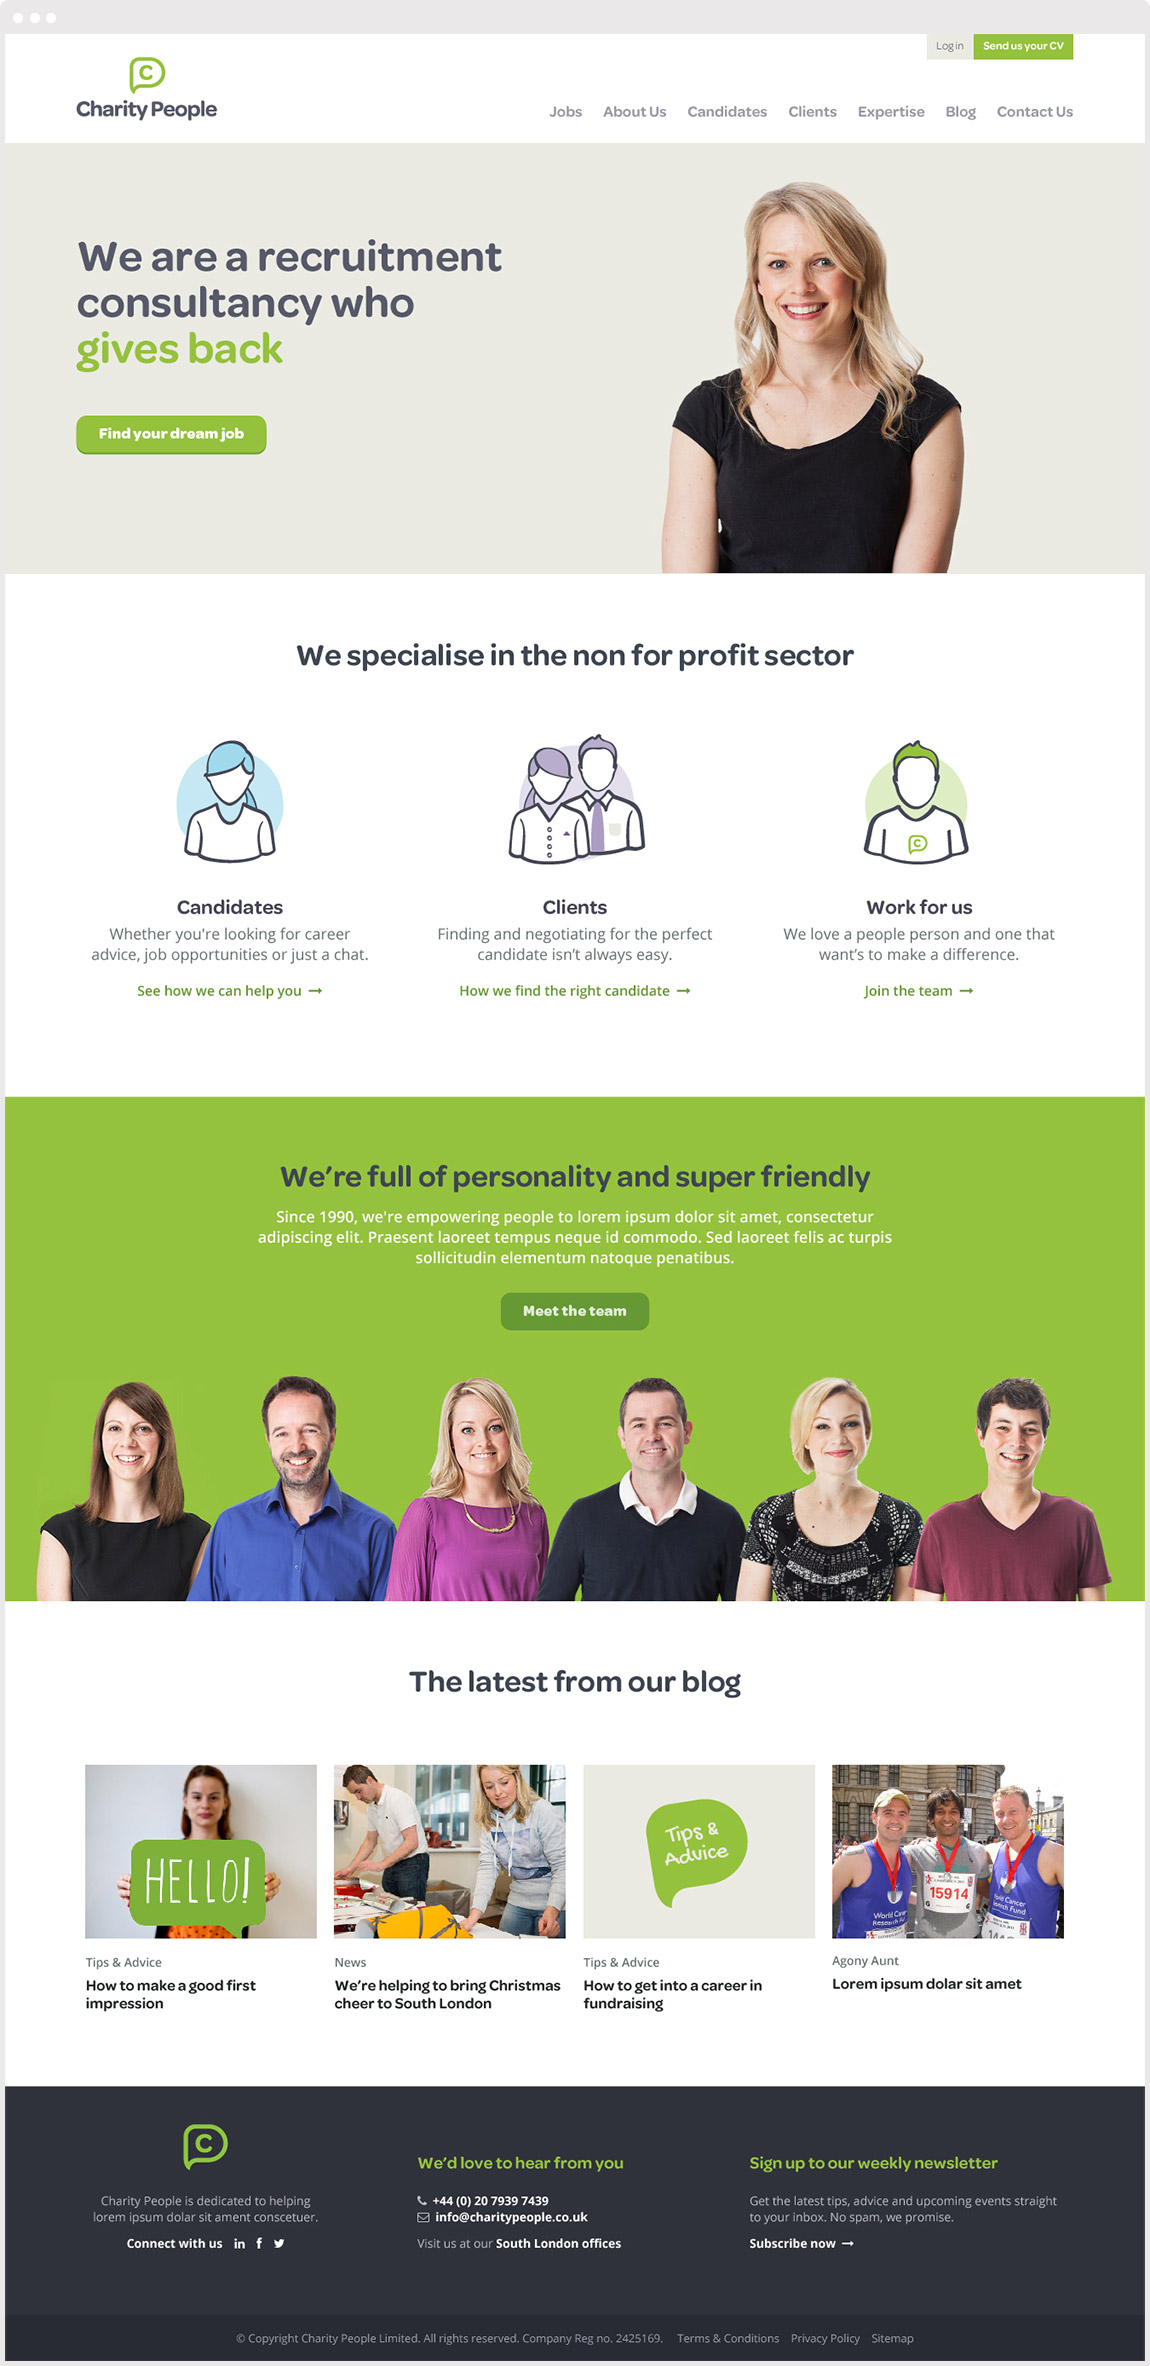 Log in
Send us your CV
C
Charity People
Jobs About Us Candidates Clients Expertise Blog Contact Us
We are a recruitment
consultancy who
gives back
Find your dream job
We specialise in the non for profit sector
C
Candidates
Whether you're looking for career
advice, job opportunities or just a chat.
See how we can help you
Clients
Finding and negotiating for the perfect
candidate isn’t always easy.
How we find the right candidate
Work for us
We love a people person and one that
want’s to make a difference.
Join the team
We’re full of personality and super friendly
Since 1990, we're empowering people to lorem ipsum dolor sit amet, consectetur
adipiscing elit. Praesent laoreet tempus neque id commodo. Sed laoreet felis ac turpis
sollicitudin elementum natoque penatibus.
Meet the team
The latest from our blog
HELLO!
Tips & Advice
How to make a good first
impression
News
We’re helping to bring Christmas
cheer to South London
Tips &
Advice
Tips & Advice
How to get into a career in
fundraising
World Cancer
Research Fund
15914
Agony Aunt
Lorem ipsum dolar sit amet
C
Charity People is dedicated to helping
lorem ipsum dolar sit ament conscetuer.
Connect with us in f
We’d love to hear from you
+44 (0) 20 7939 7439
info@charitypeople.co.uk
Visit us at our South London offices
Sign up to our weekly newsletter
Get the latest tips, advice and upcoming events straight
to your inbox. No spam, we promise.
Subscribe now
© Copyright Charity People Limited. All rights reserved. Company Reg no. 2425169. Terms & Conditions Privacy Policy Sitemap